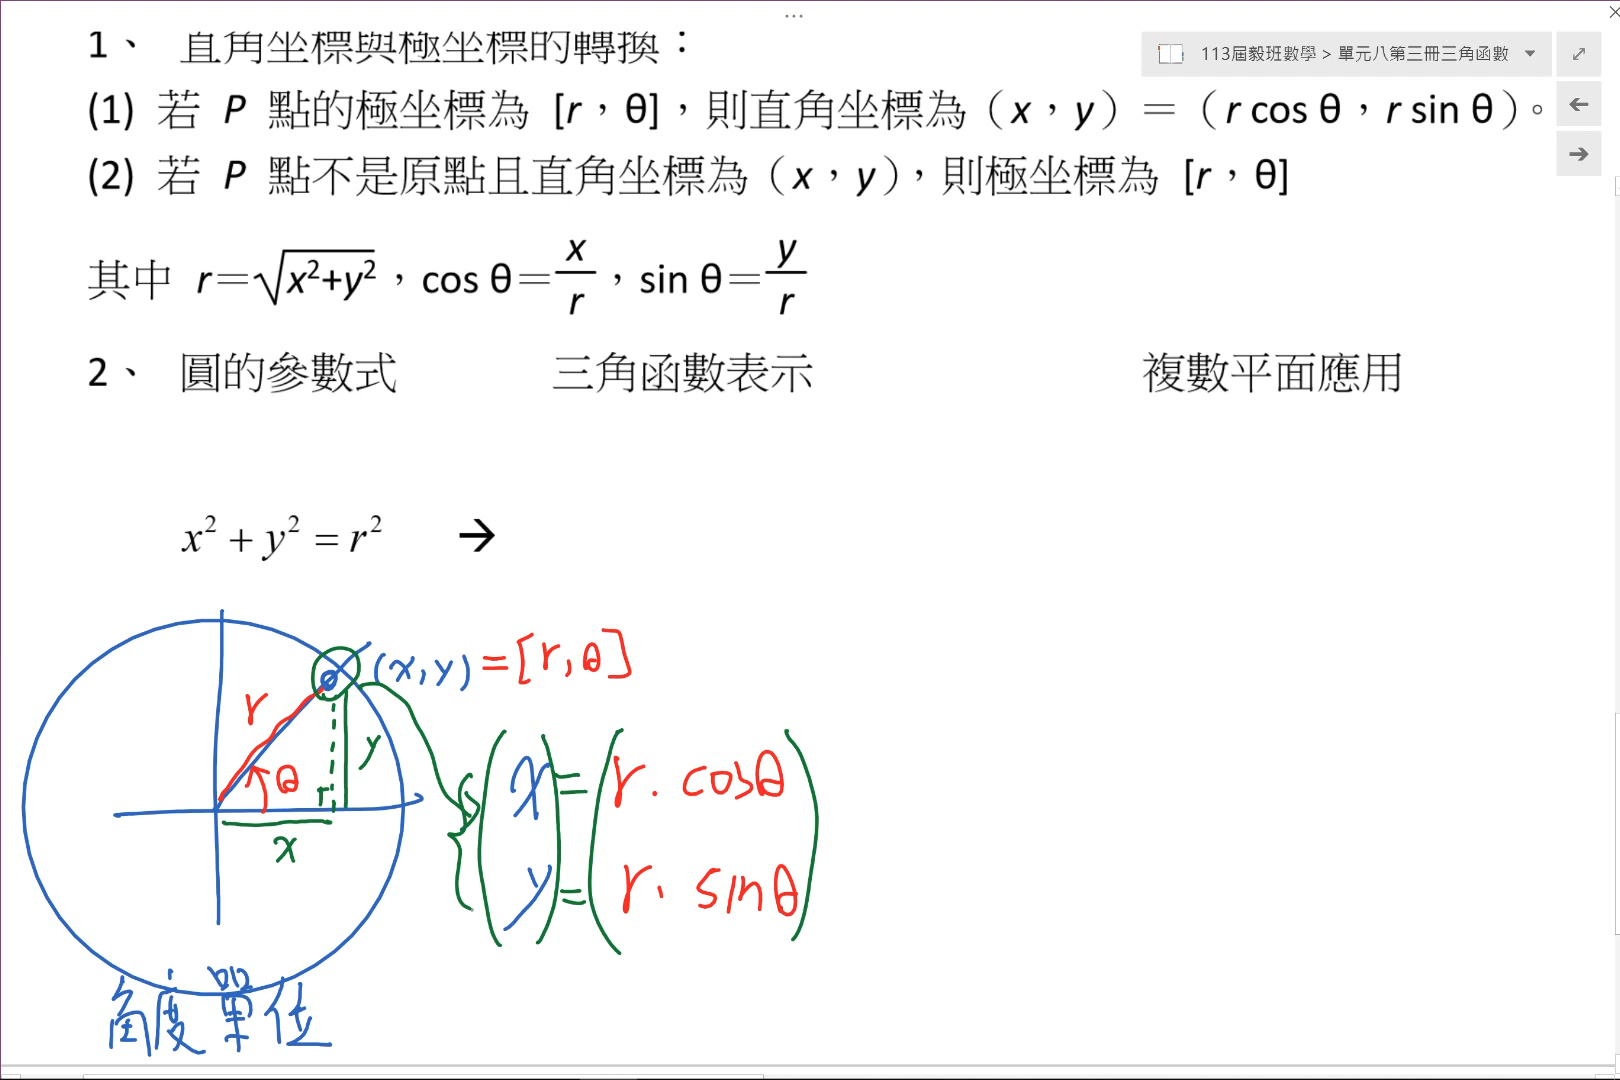 1、 直角坐標與極坐標的轉換：
113屆毅班數學 > 單元八第三冊三角函數
(1) 若 P 點的極坐標為 [r，θ]，則直角坐標為（x，y）＝（r cos θ，r sin θ）。
(2) 若 P 點不是原點且直角坐標為（x，y），則極坐標為 [r，θ]
其中 r＝√x²+y²，cos θ＝x/r，sin θ＝y/r
2、 圓的參數式 三角函數表示 複數平面應用
x² + y² = r² →
(x,y) = [r,θ]
r
y
θ
x
x = r. cosθ
y = r. sinθ
角度單位